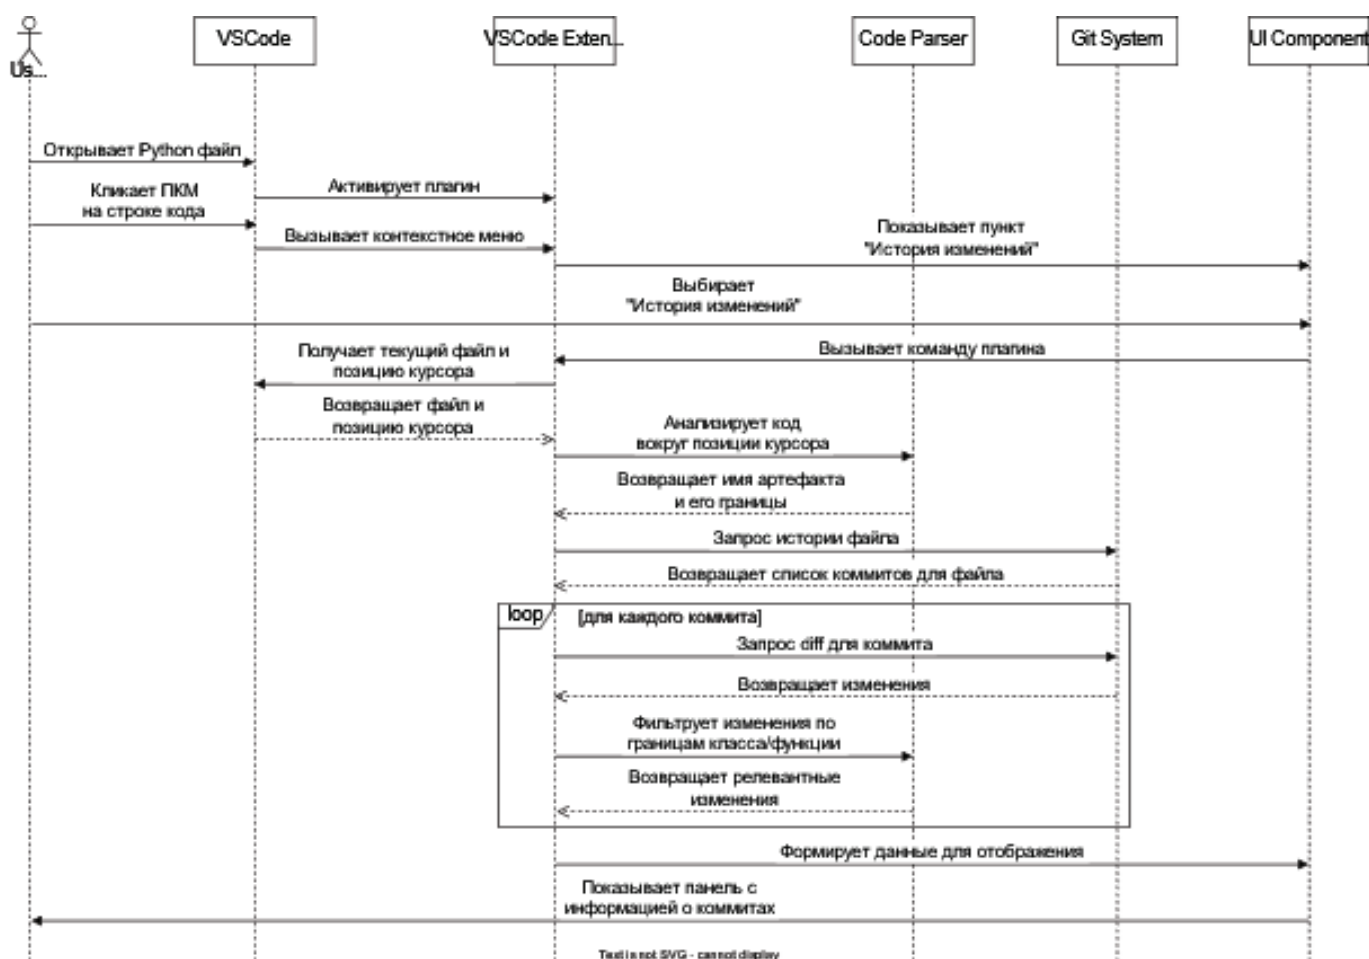 VSCode
VSCode Exten...
Code Parser
Git System
UI Component
Us...
Открывает Python файл
Кликает ПКМ
на строке кода
Активирует плагин
Вызывает контекстное меню
Показывает пункт
"История изменений"
Выбирает
"История изменений"
Вызывает команду плагина
Получает текущий файл и
позицию курсора
Возвращает файл и
позицию курсора
Анализирует код
вокруг позиции курсора
Возвращает имя артефакта
и его границы
Запрос истории файла
Возвращает список коммитов для файла
loop
[для каждого коммита]
Запрос diff для коммита
Возвращает изменения
Фильтрует изменения по
границам класса/функции
Возвращает релевантные
изменения
Формирует данные для отображения
Показывает панель с
информацией о коммитах
Text is not SVG - cannot display